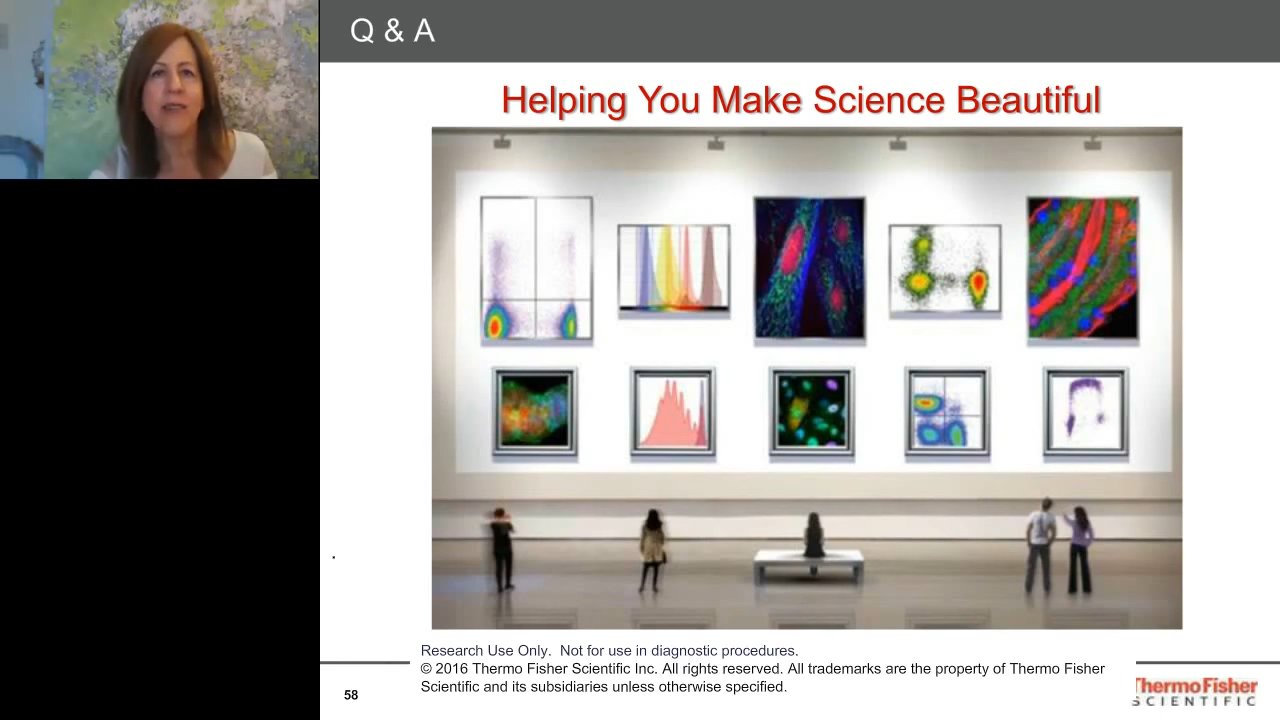 Q & A
Helping You Make Science Beautiful
Research Use Only. Not for use in diagnostic procedures.
© 2016 Thermo Fisher Scientific Inc. All rights reserved. All trademarks are the property of Thermo Fisher
Scientific and its subsidiaries unless otherwise specified.
58
ThermoFisher
SCIENTIFIC